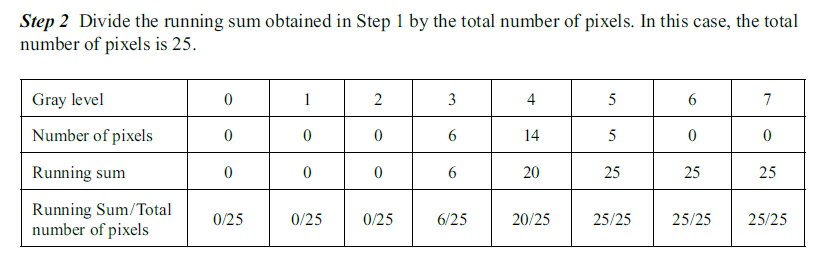 Step 2 Divide the running sum obtained in Step 1 by the total number of pixels. In this case, the total
number of pixels is 25.
Gray level 0 1 2 3 4 5 6 7
Number of pixels 0 0 0 6 14 5 0 0
Running sum 0 0 0 6 20 25 25 25
Running Sum/Total
number of pixels 0/25 0/25 0/25 6/25 20/25 25/25 25/25 25/25